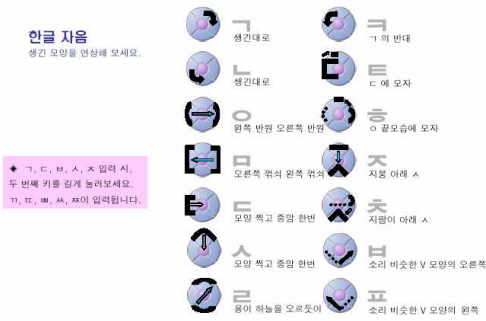 한글 자음
생긴 모양을 연상해 보세요.
ㄱ
생긴대로
ㅋ
ㄱ 의 반대
ㄴ
생긴대로
ㅌ
ㄷ 에 모자
ㅇ
왼쪽 반원 오른쪽 반원
ㅎ
ㅇ 끝모습에 모자
ㅁ
오른쪽 꺾쇠 왼쪽 꺾쇠
ㅈ
지붕 아래 ㅅ
◈ ㄱ, ㄷ, ㅂ, ㅅ, ㅈ 입력 시,
두 번째 키를 길게 눌러보세요.
ㄲ, ㄸ, ㅃ, ㅆ, ㅉ이 입력됩니다.
ㄷ
모양 찍고 중앙 한번
ㅊ
지팡이 아래 ㅅ
ㅅ
모양 찍고 중앙 한번
ㅂ
소리 비슷한 V 모양의 오른쪽
ㄹ
용이 하늘을 오르듯이
ㅍ
소리 비슷한 V 모양의 왼쪽